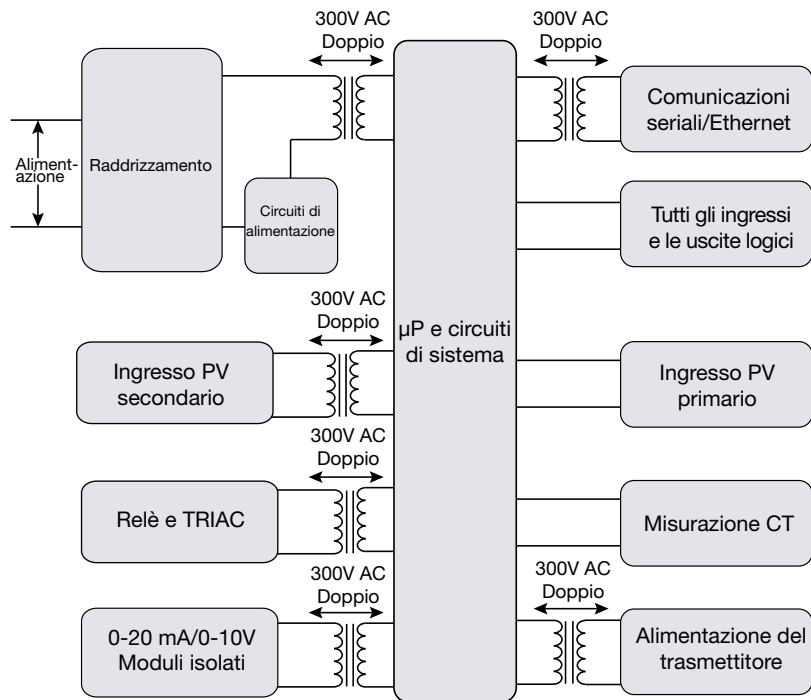 300V AC
Doppio
300V AC
Doppio
Comunicazioni
seriali/Ethernet
Aliment-
azione
Raddrizzamento
Circuiti di
alimentazione
Tutti gli ingressi
e le uscite logici
300V AC
Doppio
µP e circuiti
di sistema
Ingresso PV
secondario
Ingresso PV
primario
300V AC
Doppio
Relè e TRIAC
Misurazione CT
300V AC
Doppio
300V AC
Doppio
0-20 mA/0-10V
Moduli isolati
Alimentazione del
trasmettitore